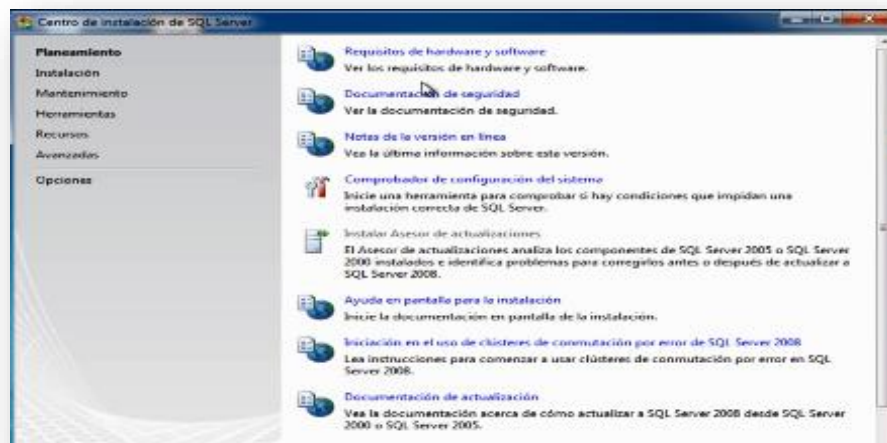 Centro de instalación de SQL Server
Planeamiento
Instalación
Mantenimiento
Herramientas
Recursos
Avanzadas
Opciones
Requisitos de hardware y software
Ver los requisitos de hardware y software.
Documentación de seguridad
Ver la documentación de seguridad.
Notas de la versión en línea
Vea la última información sobre esta versión.
Comprobador de configuración del sistema
Inicie una herramienta para comprobar si hay condiciones que impidan una
instalación correcta de SQL Server.
Instalar Asesor de actualizaciones
El Asesor de actualizaciones analiza los componentes de SQL Server 2005 o SQL Server
2000 instalados e identifica problemas para corregirlos antes o después de actualizar a
SQL Server 2008.
Ayuda en pantalla para la instalación
Inicie la documentación en pantalla de la instalación.
Iniciación en el uso de clústeres de conmutación por error de SQL Server 2008
Lea instrucciones para comenzar a usar clústeres de conmutación por error en SQL
Server 2008.
Documentación de actualización
Vea la documentación acerca de cómo actualizar a SQL Server 2008 desde SQL Server
2000 o SQL Server 2005.